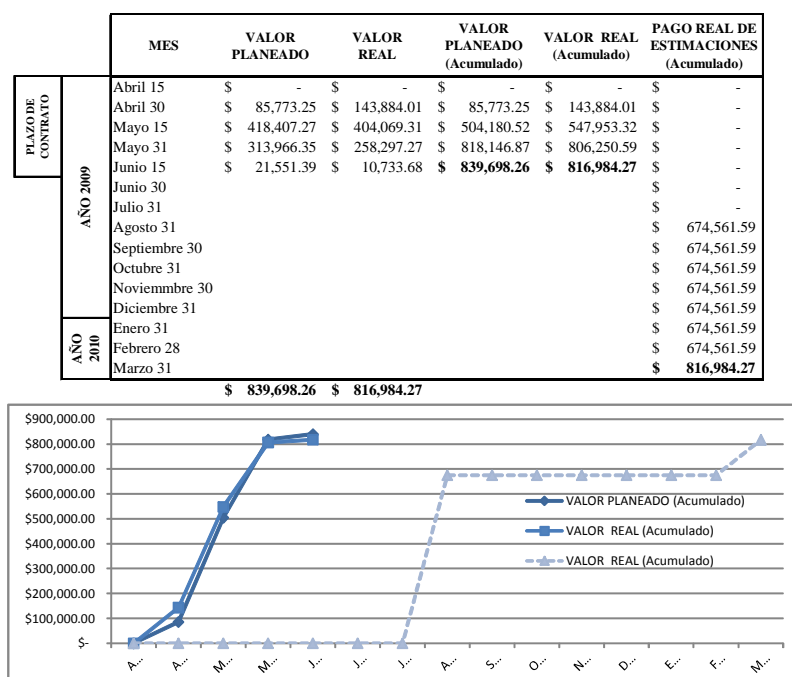 MES VALOR PLANEADO VALOR REAL VALOR PLANEADO (Acumulado) VALOR REAL (Acumulado) PAGO REAL DE ESTIMACIONES (Acumulado)
PLAZO DE CONTRATO
AÑO 2009
Abril 15 $ - $ - $ - $ - $ -
Abril 30 $ 85,773.25 $ 143,884.01 $ 85,773.25 $ 143,884.01 $ -
Mayo 15 $ 418,407.27 $ 404,069.31 $ 504,180.52 $ 547,953.32 $ -
Mayo 31 $ 313,966.35 $ 258,297.27 $ 818,146.87 $ 806,250.59 $ -
Junio 15 $ 21,551.39 $ 10,733.68 $ 839,698.26 $ 816,984.27 $ -
Junio 30 $ -
Julio 31 $ -
Agosto 31 $ 674,561.59
Septiembre 30 $ 674,561.59
Octubre 31 $ 674,561.59
Noviemmbre 30 $ 674,561.59
Diciembre 31 $ 674,561.59
AÑO 2010
Enero 31 $ 674,561.59
Febrero 28 $ 674,561.59
Marzo 31 $ 816,984.27
$ 839,698.26 $ 816,984.27
$900,000.00
$800,000.00
$700,000.00
$600,000.00
$500,000.00
$400,000.00
$300,000.00
$200,000.00
$100,000.00
$-
VALOR PLANEADO (Acumulado)
VALOR REAL (Acumulado)
VALOR REAL (Acumulado)
A... A... M... M... J... J... J... A... S... O... N... D... E... F... M...